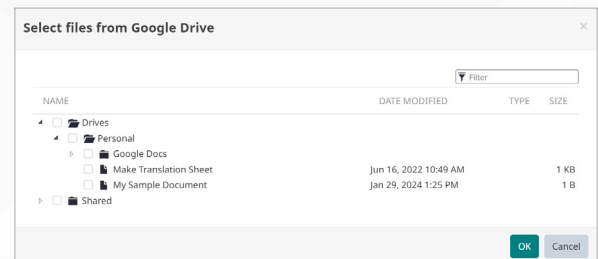 Select files from Google Drive ×
Filter
NAME DATE MODIFIED TYPE SIZE
Drives
Personal
Google Docs
Make Translation Sheet Jun 16, 2022 10:49 AM 1 KB
My Sample Document Jan 29, 2024 1:25 PM 1 B
Shared
OK Cancel